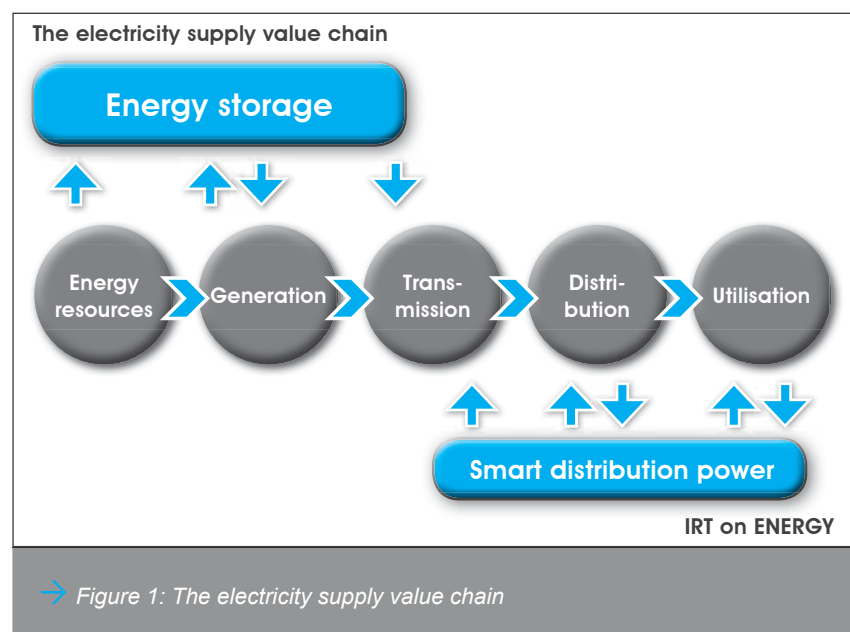 The electricity supply value chain
Energy storage
Energy
resources
Generation
Trans-
mission
Distri-
bution
Utilisation
Smart distribution power
IRT on ENERGY
Figure 1: The electricity supply value chain